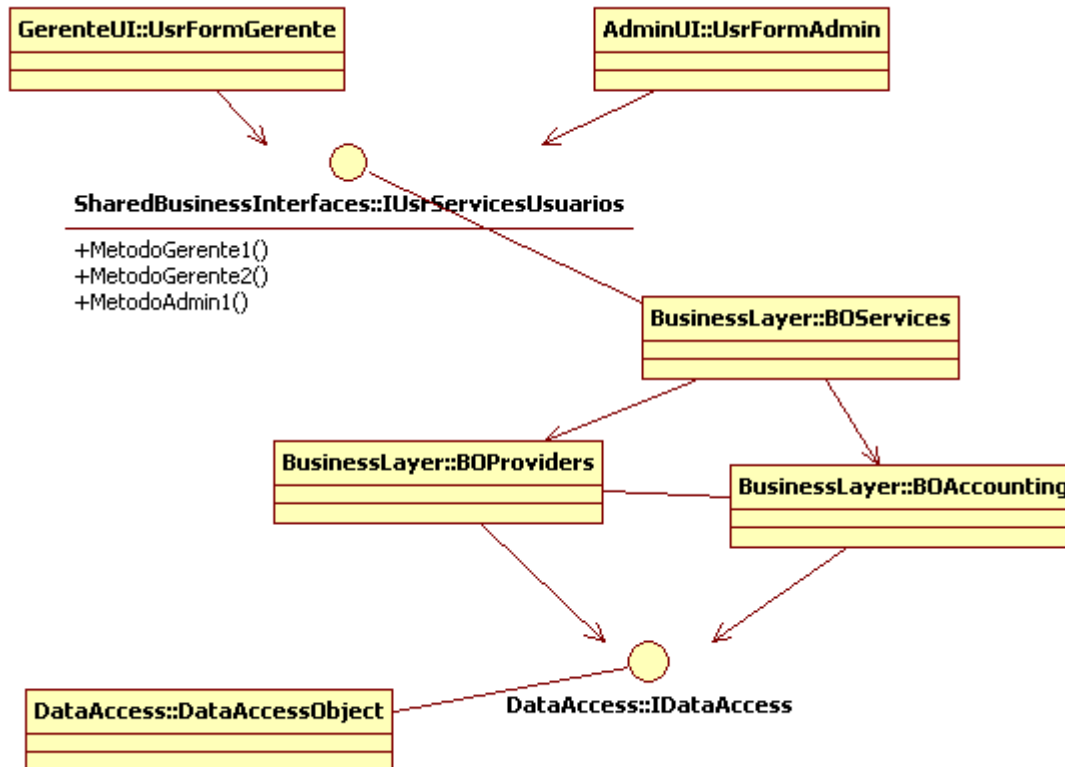 GerenteUI::UsrFormGerente
AdminUI::UsrFormAdmin
SharedBusinessInterfaces::IUsrServicesUsuarios
+MetodoGerente1()
+MetodoGerente2()
+MetodoAdmin1()
BusinessLayer::BOServices
BusinessLayer::BOProviders
BusinessLayer::BOAccounting
DataAccess::IDataAccess
DataAccess::DataAccessObject